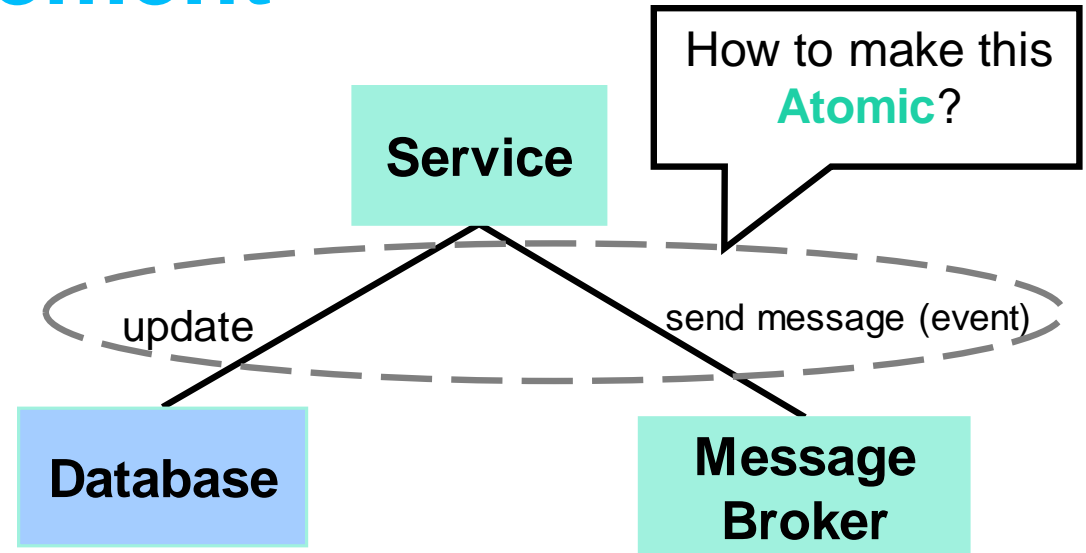 How to make this
Atomic?
Service
update
send message (event)
Database
Message
Broker